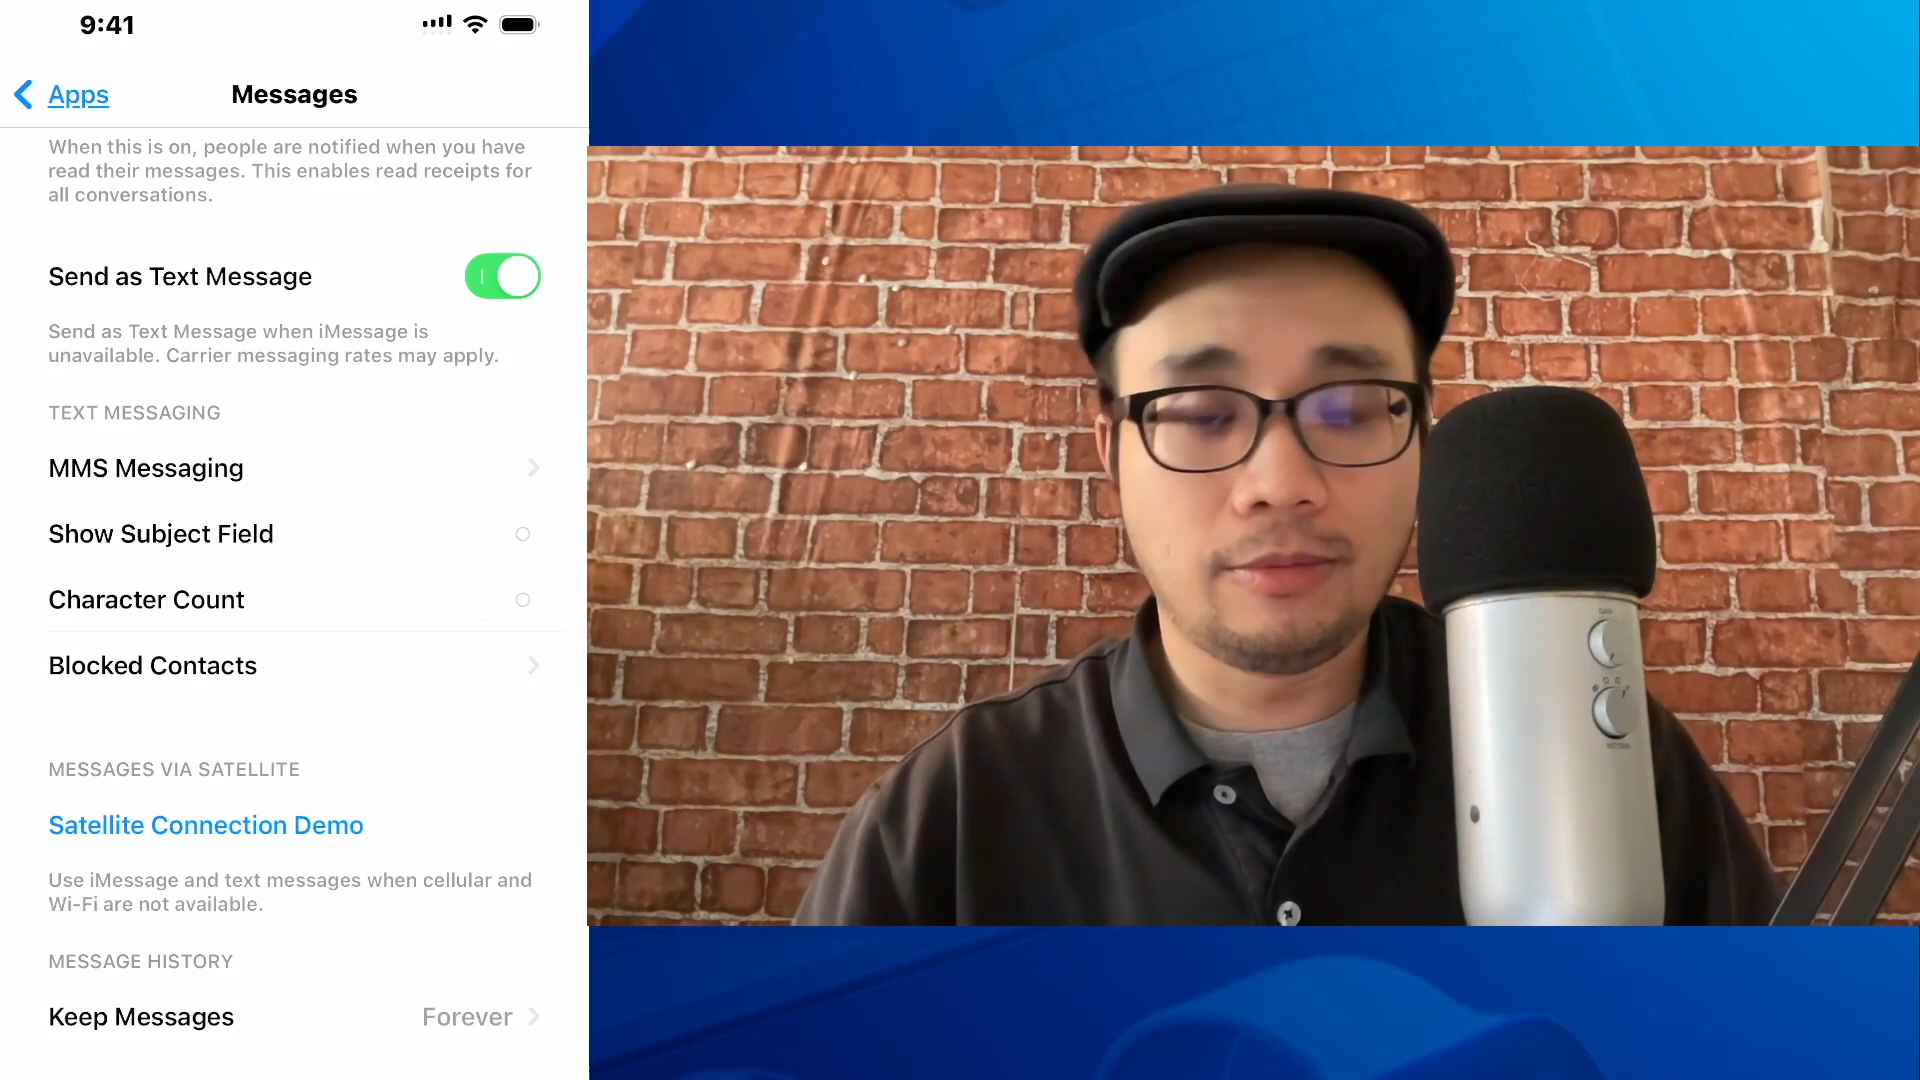 9:41
Apps
Messages
When this is on, people are notified when you have
read their messages. This enables read receipts for
all conversations.
Send as Text Message
Send as Text Message when iMessage is
unavailable. Carrier messaging rates may apply.
TEXT MESSAGING
MMS Messaging
Show Subject Field
Character Count
Blocked Contacts
MESSAGES VIA SATELLITE
Satellite Connection Demo
Use iMessage and text messages when cellular and
Wi-Fi are not available.
MESSAGE HISTORY
Keep Messages
Forever